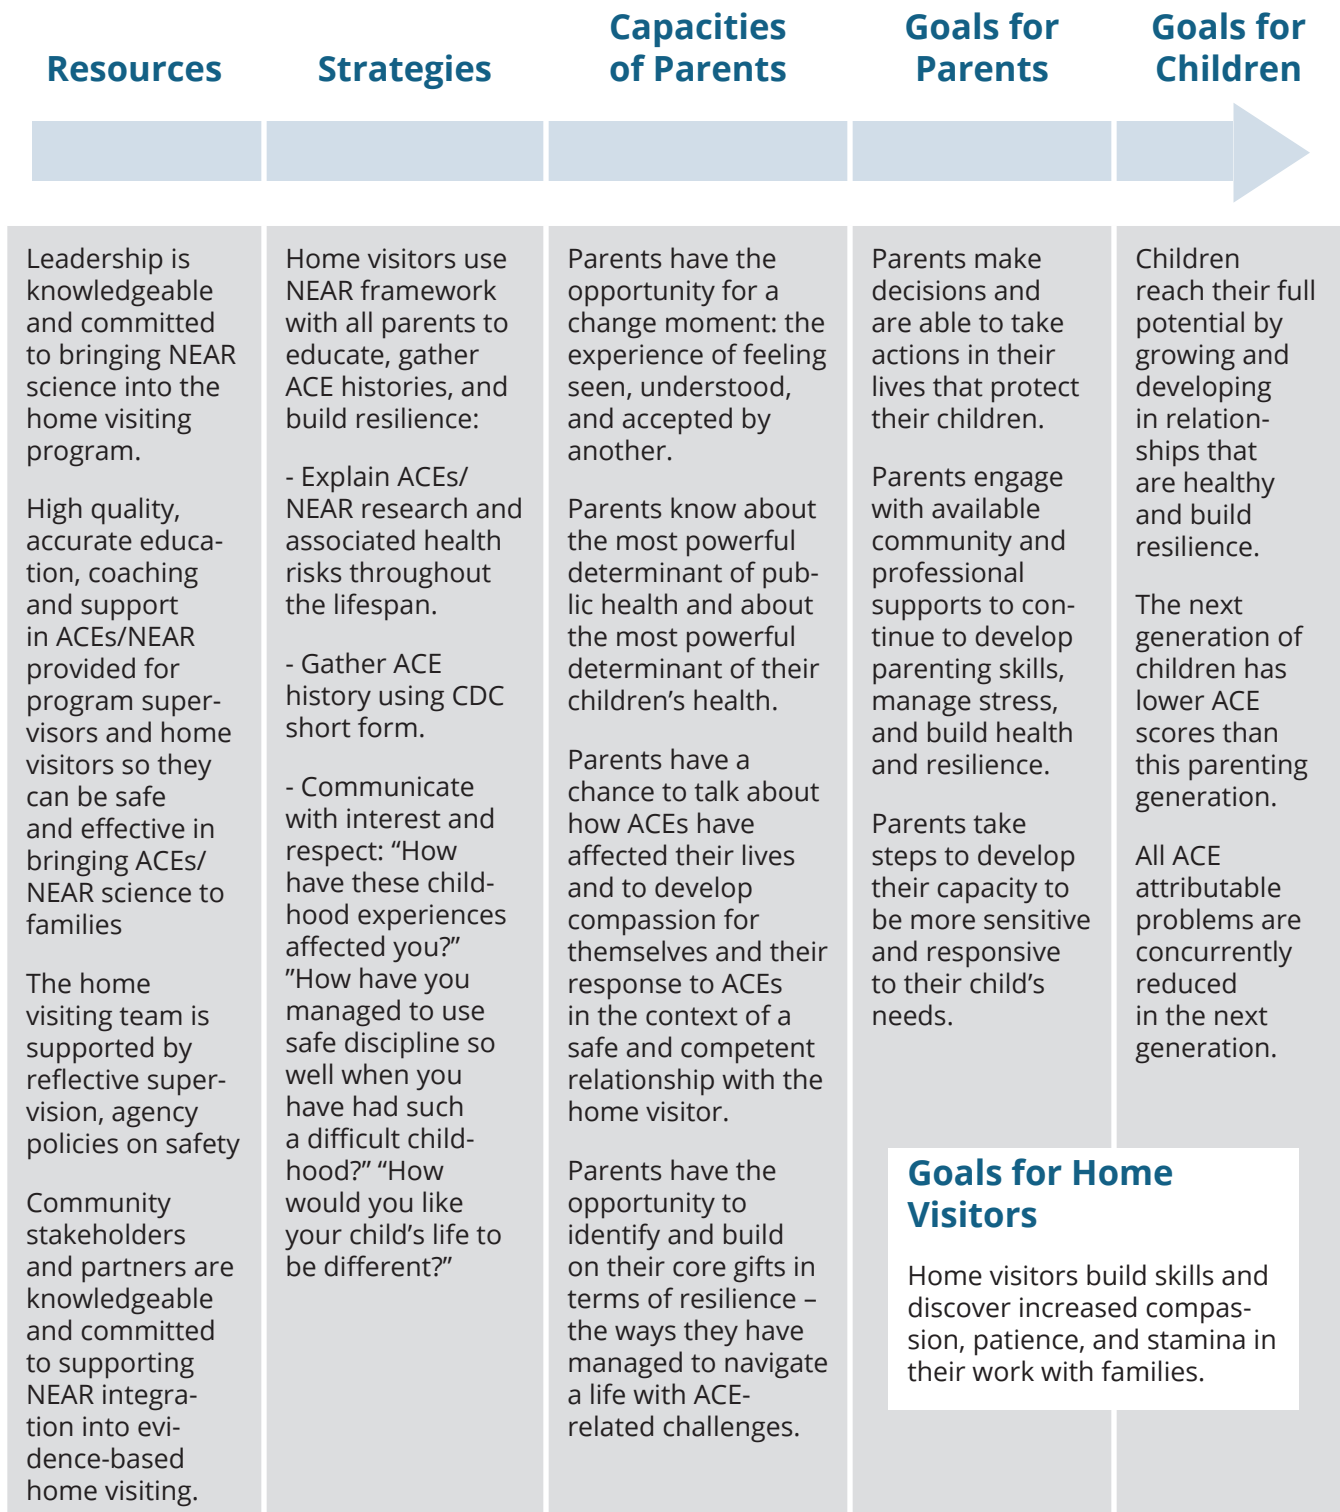 Resources
Strategies
Capacities
of Parents
Goals for
Parents
Goals for
Children
Leadership is
knowledgeable
and committed
to bringing NEAR
science into the
home visiting
program.
High quality,
accurate educa-
tion, coaching
and support
in ACEs/NEAR
provided for
program super-
visors and home
visitors so they
can be safe
and effective in
bringing ACEs/
NEAR science to
families
The home
visiting team is
supported by
reflective super-
vision, agency
policies on safety
Community
stakeholders
and partners are
knowledgeable
and committed
to supporting
NEAR integra-
tion into evi-
dence-based
home visiting.
Home visitors use
NEAR framework
with all parents to
educate, gather
ACE histories, and
build resilience:
- Explain ACEs/
NEAR research and
associated health
risks throughout
the lifespan.
- Gather ACE
history using CDC
short form.
- Communicate
with interest and
respect: “How
have these child-
hood experiences
affected you?”
”How have you
managed to use
safe discipline so
well when you
have had such
a difficult child-
hood?” “How
would you like
your child’s life to
be different?”
Parents have the
opportunity for a
change moment: the
experience of feeling
seen, understood,
and accepted by
another.
Parents know about
the most powerful
determinant of pub-
lic health and about
the most powerful
determinant of their
children’s health.
Parents have a
chance to talk about
how ACEs have
affected their lives
and to develop
compassion for
themselves and their
response to ACEs
in the context of a
safe and competent
relationship with the
home visitor.
Parents have the
opportunity to
identify and build
on their core gifts in
terms of resilience –
the ways they have
managed to navigate
a life with ACE-
related challenges.
Parents make
decisions and
are able to take
actions in their
lives that protect
their children.
Parents engage
with available
community and
professional
supports to con-
tinue to develop
parenting skills,
manage stress,
and build health
and resilience.
Parents take
steps to develop
their capacity to
be more sensitive
and responsive
to their child’s
needs.
Children
reach their full
potential by
growing and
developing
in relation-
ships that
are healthy
and build
resilience.
The next
generation of
children has
lower ACE
scores than
this parenting
generation.
All ACE
attributable
problems are
concurrently
reduced
in the next
generation.
Goals for Home
Visitors
Home visitors build skills and
discover increased compas-
sion, patience, and stamina in
their work with families.